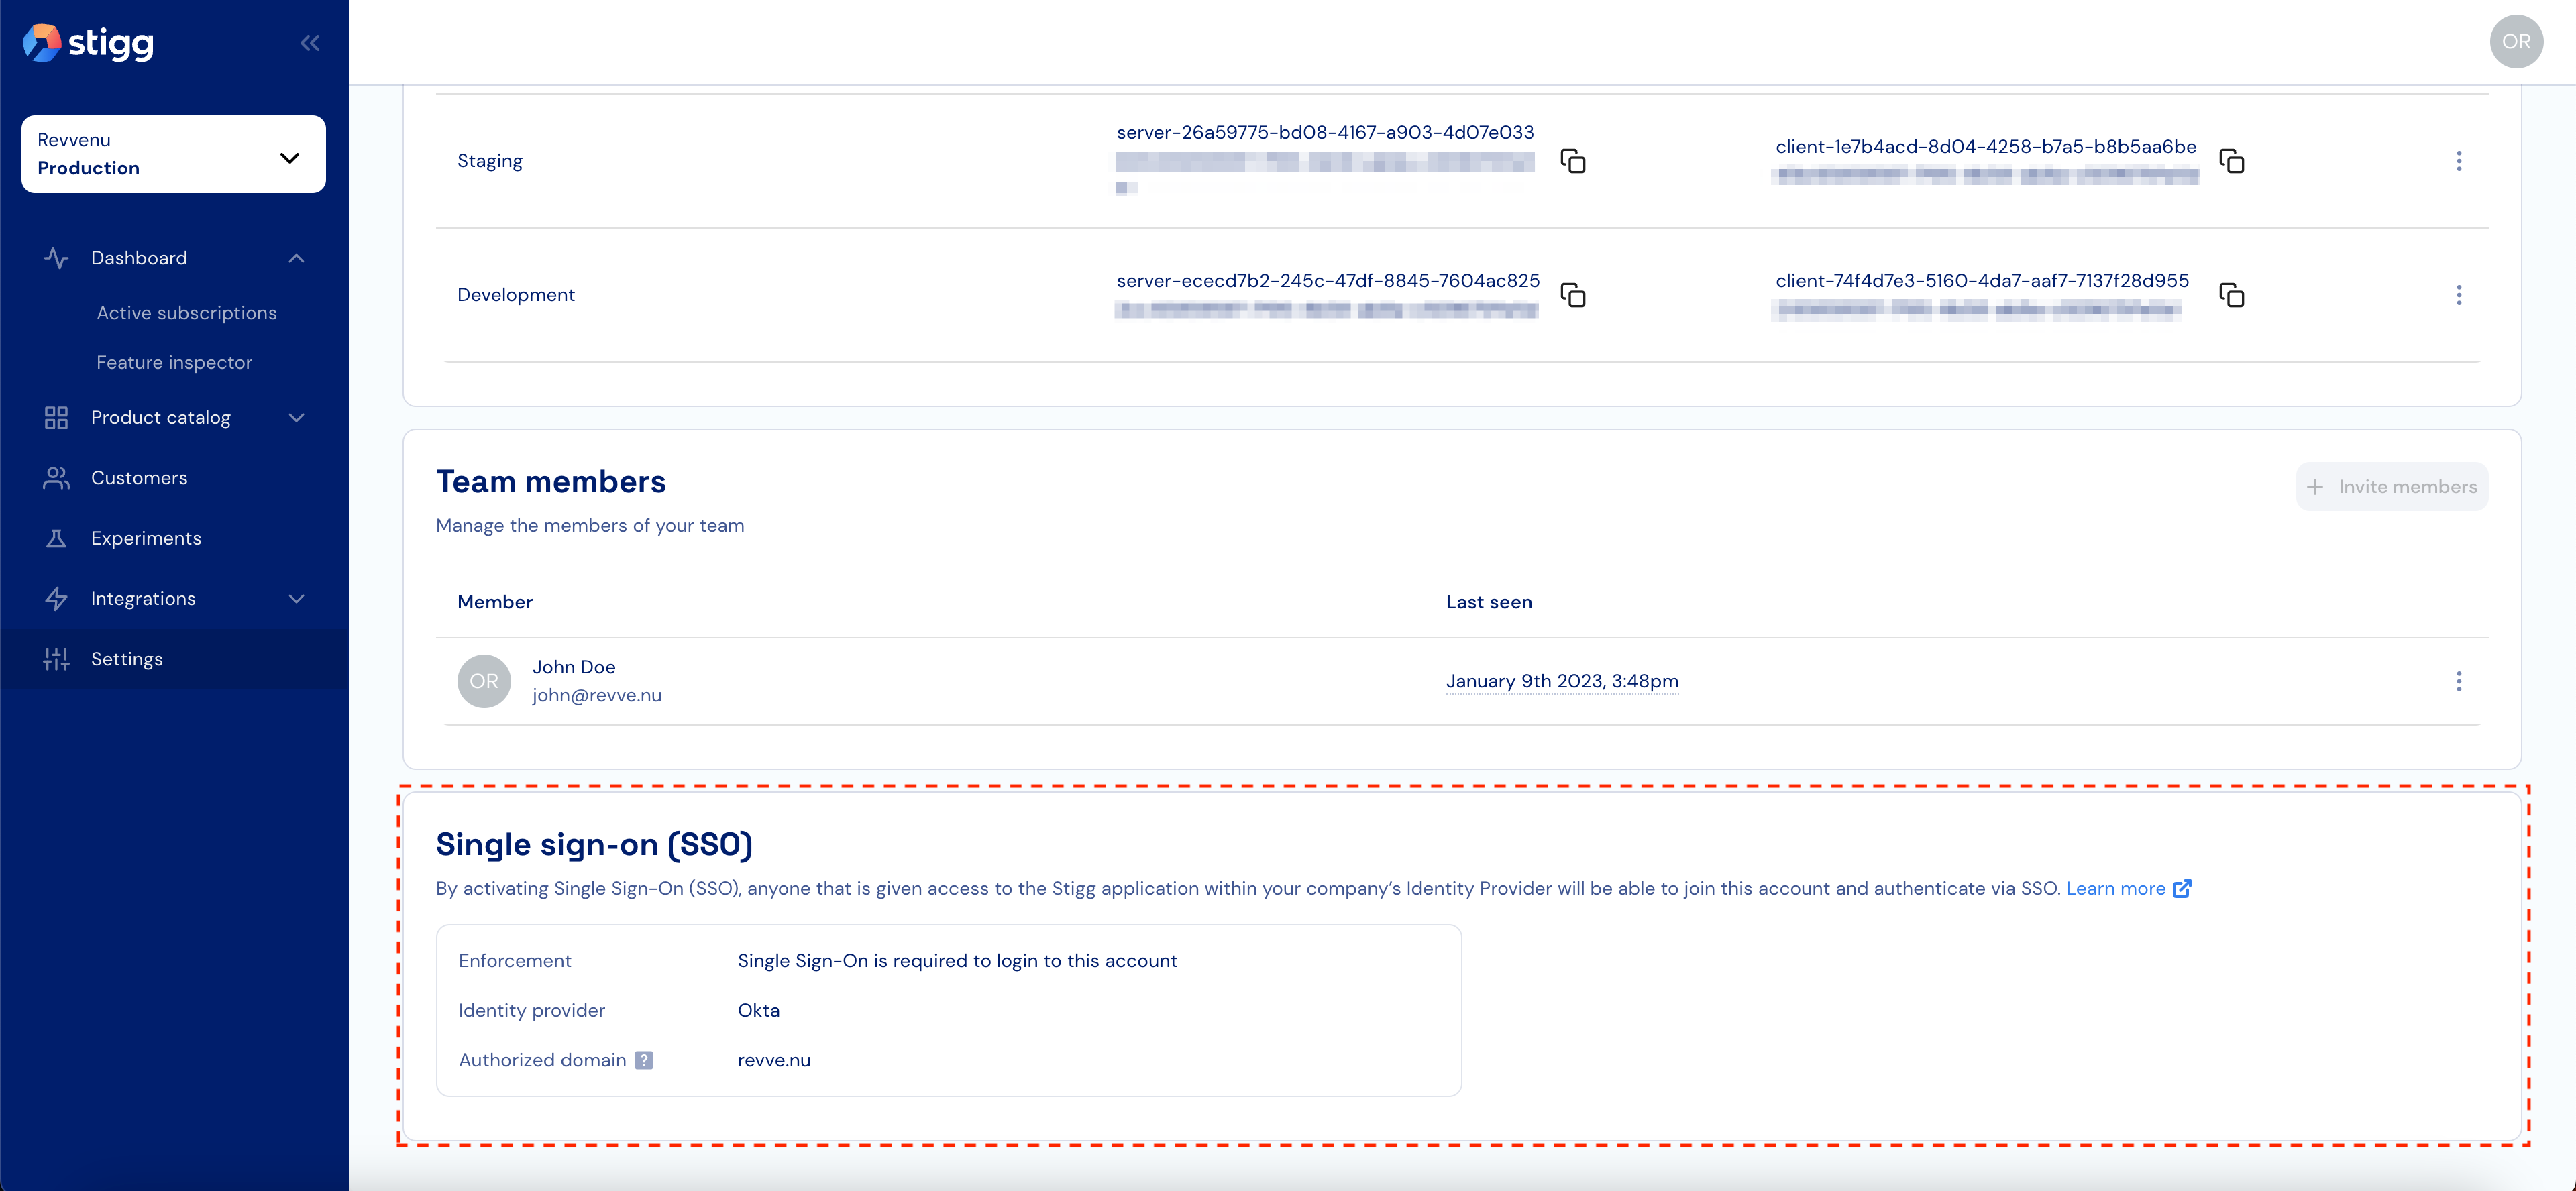 stigg
OR
Revvenu
Production
Dashboard
Active subscriptions
Feature inspector
Product catalog
Customers
Experiments
Integrations
Settings
Staging
server-26a59775-bd08-4167-a903-4d07e033
client-1e7b4acd-8d04-4258-b7a5-b8b5aa6be
Development
server-ececd7b2-245c-47df-8845-7604ac825
client-74f4d7e3-5160-4da7-aaf7-7137f28d955
Team members
+ Invite members
Manage the members of your team
Member Last seen
OR
John Doe
john@revve.nu
January 9th 2023, 3:48pm
Single sign-on (SSO)
By activating Single Sign-On (SSO), anyone that is given access to the Stigg application within your company's Identity Provider will be able to join this account and authenticate via SSO. Learn more
Enforcement Single Sign-On is required to login to this account
Identity provider Okta
Authorized domain ? revve.nu